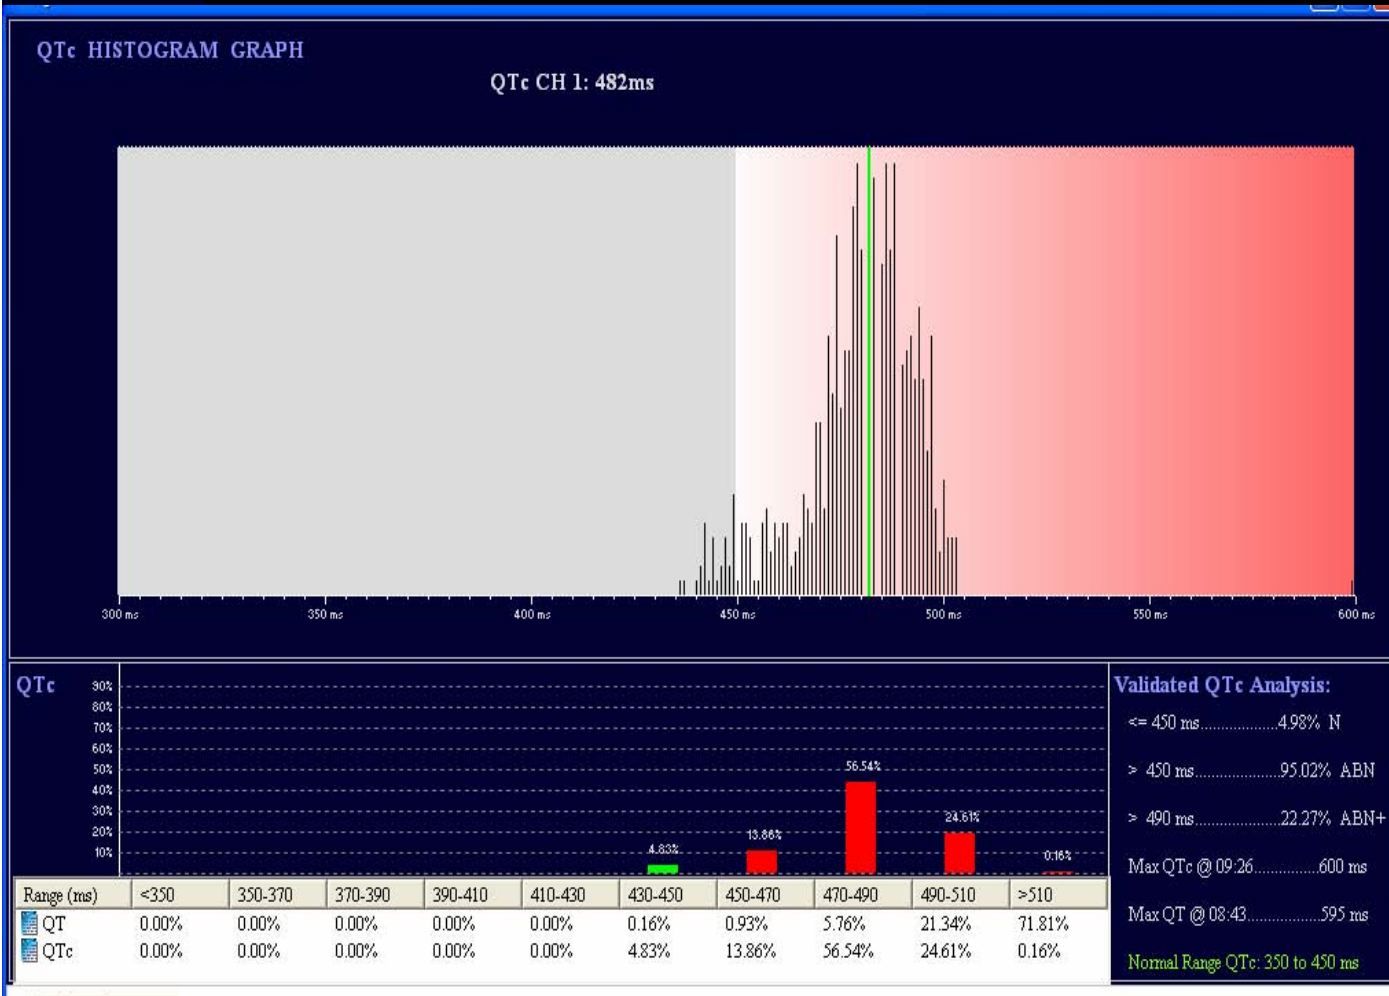 QTc HISTOGRAM GRAPH
QTc CH 1: 482ms
300 ms 350 ms 400 ms 450 ms 500 ms 550 ms 600 ms
QTc
90%
80%
70%
60%
50%
40%
30%
20%
10%
4.83% 13.86% 56.54% 24.61% 0.16%
Range (ms) <350 350-370 370-390 390-410 410-430 430-450 450-470 470-490 490-510 >510
QT 0.00% 0.00% 0.00% 0.00% 0.00% 0.16% 0.93% 5.76% 21.34% 71.81%
QTc 0.00% 0.00% 0.00% 0.00% 0.00% 4.83% 13.86% 56.54% 24.61% 0.16%
Validated QTc Analysis:
<= 450 ms..................4.98% N
> 450 ms....................95.02% ABN
> 490 ms....................22.27% ABN+
Max QTc @ 09:26...............600 ms
Max QT @ 08:43.................595 ms
Normal Range QTc: 350 to 450 ms